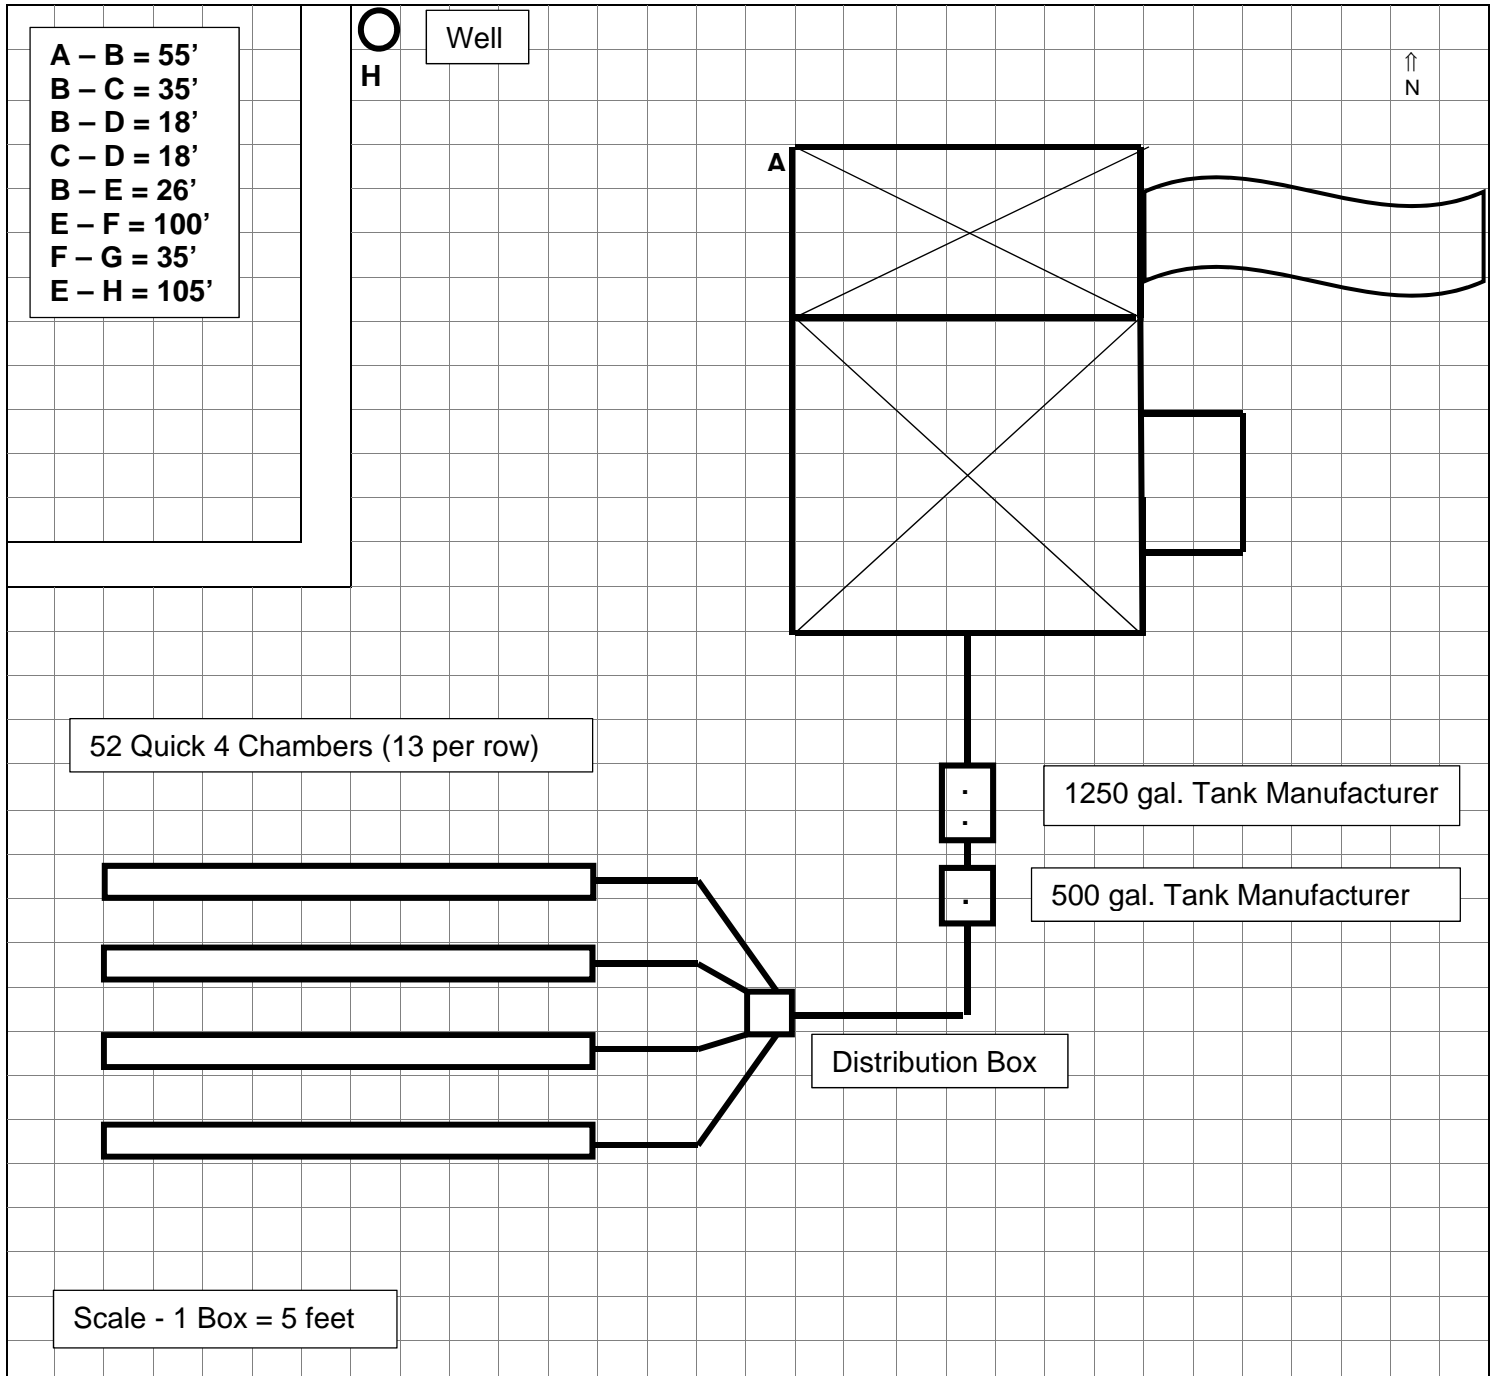 A – B = 55’
B – C = 35’
B – D = 18’
C – D = 18’
B – E = 26’
E – F = 100’
F – G = 35’
E – H = 105’
Well
H
⇑
N
A
52 Quick 4 Chambers (13 per row)
1250 gal. Tank Manufacturer
500 gal. Tank Manufacturer
Distribution Box
Scale - 1 Box = 5 feet